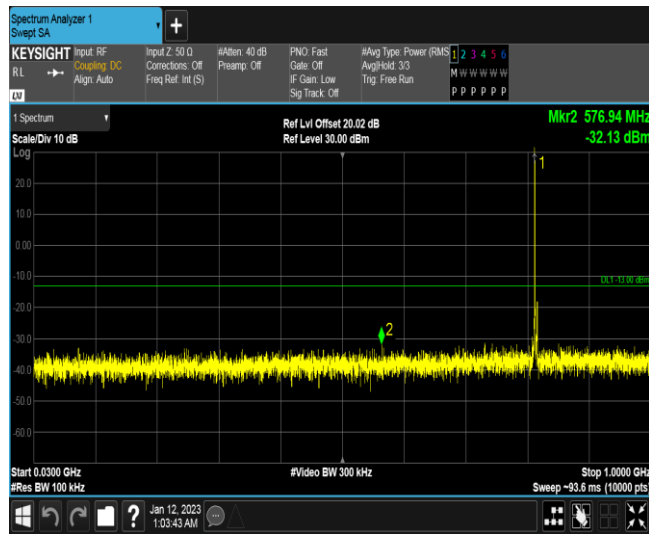 Spectrum Analyzer 1
Swept SA
+
KEYSIGHT
RL
LXI
Input: RF
Coupling: DC
Align: Auto
Input Z: 50 Ω
Corrections: Off
Freq Ref: Int (S)
#Atten: 40 dB
Preamp: Off
PNO: Fast
Gate: Off
IF Gain: Low
Sig Track: Off
#Avg Type: Power (RMS
Avg|Hold: 3/3
Trig: Free Run
1 2 3 4 5 6
M W W W W W
P P P P P P
1 Spectrum
Scale/Div 10 dB
Log
Ref Lvl Offset 20.02 dB
Ref Level 30.00 dBm
Mkr2 576.94 MHz
-32.13 dBm
1
20.0
10.0
0.00
-10.0
DL1 -13.00 dBm
-20.0
2
-30.0
-40.0
-50.0
-60.0
Start 0.0300 GHz
#Res BW 100 kHz
#Video BW 300 kHz
Stop 1.0000 GHz
Sweep ~93.6 ms (10000 pts
?
Jan 12, 2023
1:03:43 AM